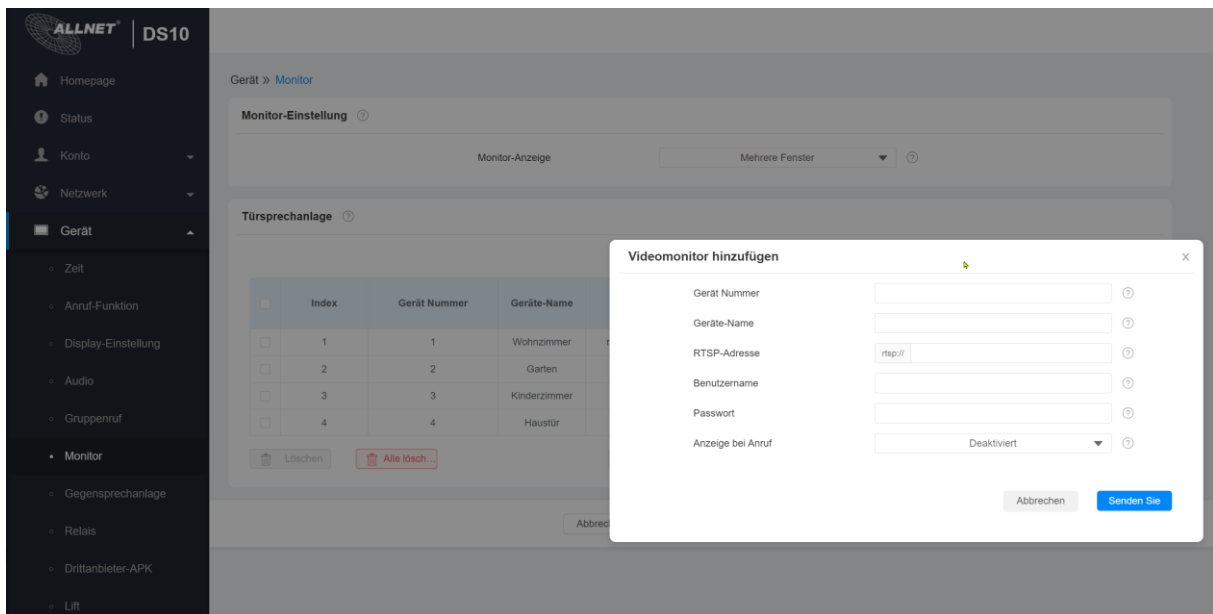 ALLNET® DS10
Homepage
Status
Konto
Netzwerk
Gerät
Zeit
Anruf-Funktion
Display-Einstellung
Audio
Gruppenruf
Monitor
Gegensprechanlage
Relais
Drittanbieter-APK
Lift
Gerät » Monitor
Monitor-Einstellung ?
Monitor-Anzeige Mehrere Fenster ?
Türsprechanlage ?
Index Gerät Nummer Geräte-Name
1 1 Wohnzimmer r
2 2 Garten
3 3 Kinderzimmer
4 4 Haustür
Löschen Alle lösch...
Abbrec
Videomonitor hinzufügen X
Gerät Nummer ?
Geräte-Name ?
RTSP-Adresse rtsp:// ?
Benutzername ?
Passwort ?
Anzeige bei Anruf Deaktiviert ?
Abbrechen Senden Sie